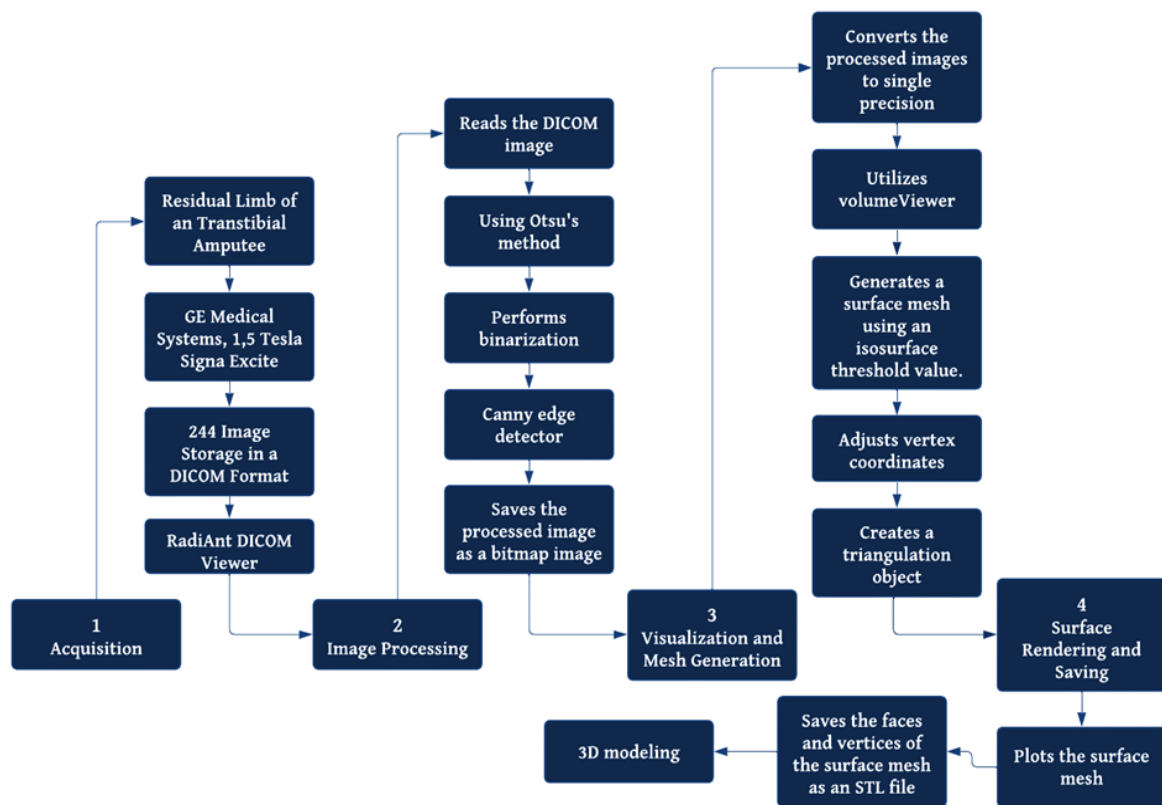 1
Acquisition
Residual Limb of
an Transtibial
Amputee
GE Medical
Systems, 1,5 Tesla
Signa Excite
244 Image
Storage in a
DICOM Format
RadiAnt DICOM
Viewer
2
Image Processing
Reads the DICOM
image
Using Otsu's
method
Performs
binarization
Canny edge
detector
Saves the
processed image
as a bitmap image
3
Visualization and
Mesh Generation
Converts the
processed images
to single
precision
Utilizes
volumeViewer
Generates a
surface mesh
using an
isosurface
threshold value.
Adjusts vertex
coordinates
Creates a
triangulation
object
4
Surface
Rendering and
Saving
Plots the surface
mesh
Saves the faces
and vertices of
the surface mesh
as an STL file
3D modeling